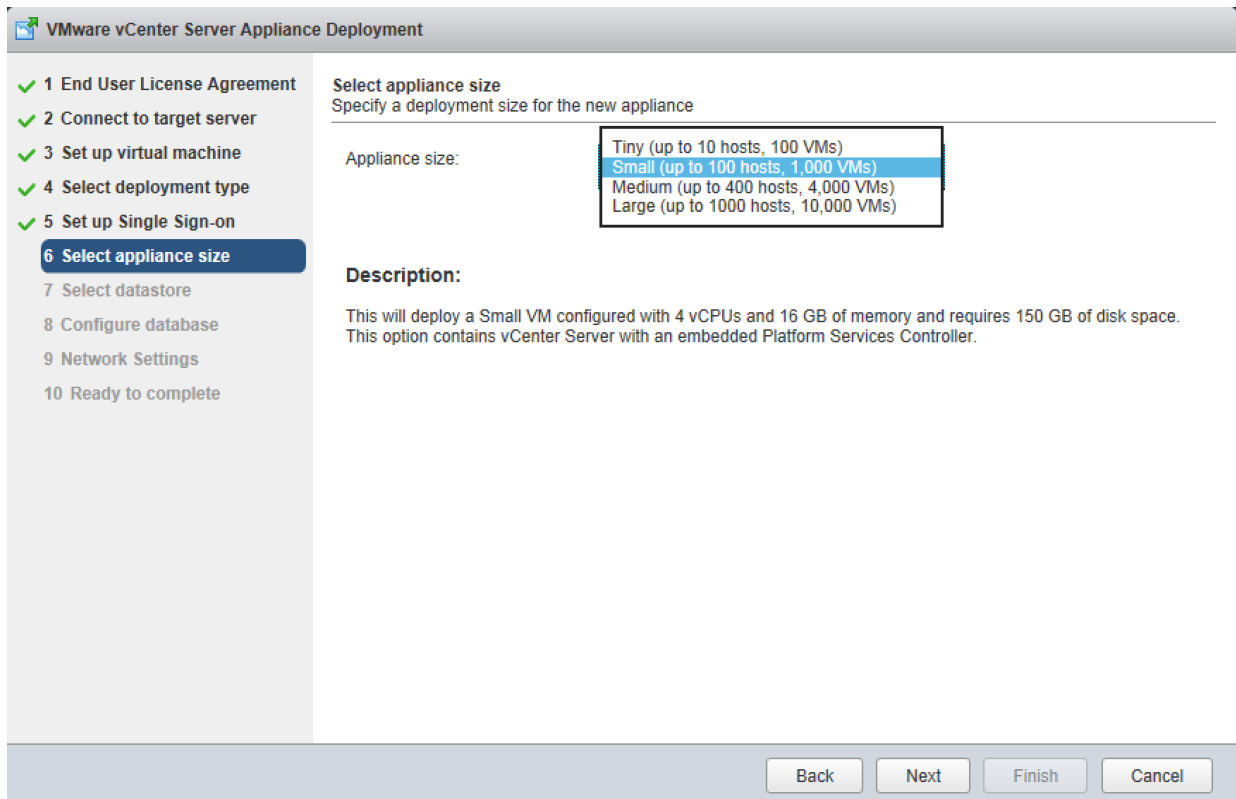 VMware vCenter Server Appliance Deployment
1 End User License Agreement
2 Connect to target server
3 Set up virtual machine
4 Select deployment type
5 Set up Single Sign-on
6 Select appliance size
7 Select datastore
8 Configure database
9 Network Settings
10 Ready to complete
Select appliance size
Specify a deployment size for the new appliance
Appliance size:
Tiny (up to 10 hosts, 100 VMs)
Small (up to 100 hosts, 1,000 VMs)
Medium (up to 400 hosts, 4,000 VMs)
Large (up to 1000 hosts, 10,000 VMs)
Description:
This will deploy a Small VM configured with 4 vCPUs and 16 GB of memory and requires 150 GB of disk space.
This option contains vCenter Server with an embedded Platform Services Controller.
Back Next Finish Cancel